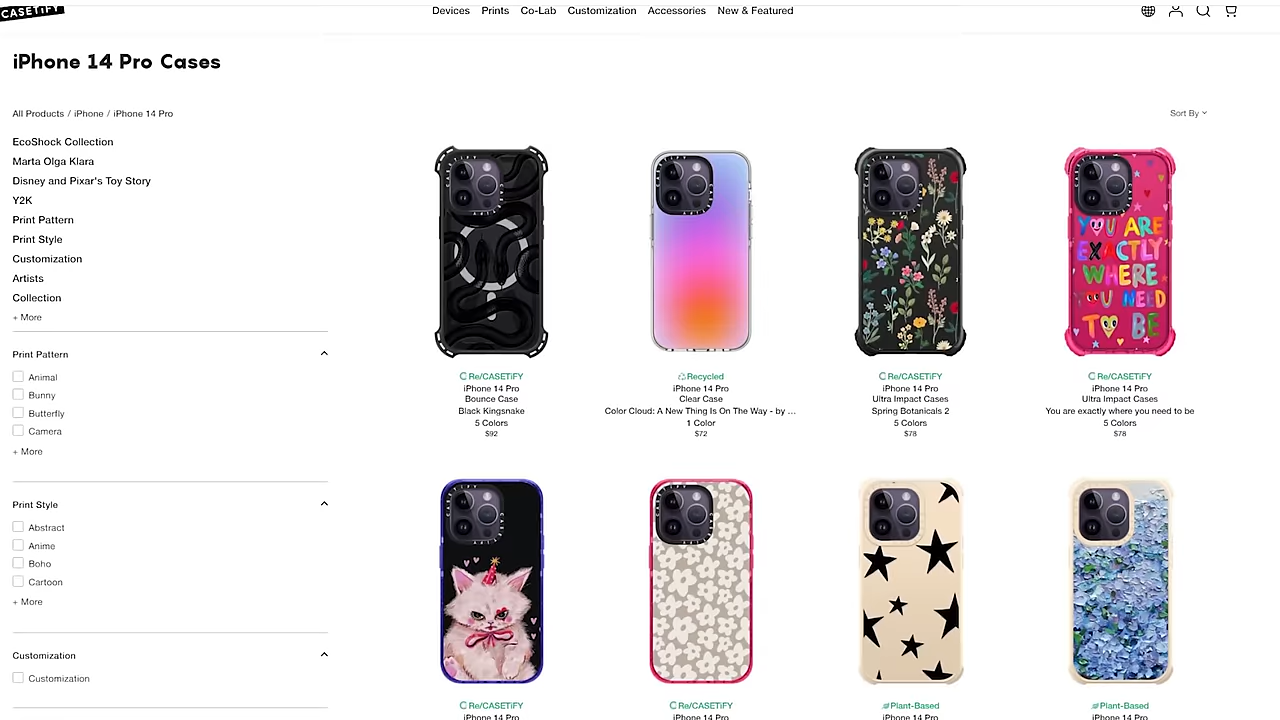 CASETiFY
Devices Prints Co-Lab Customization Accessories New & Featured
iPhone 14 Pro Cases
All Products / iPhone / iPhone 14 Pro
Sort By
EcoShock Collection
Marta Olga Klara
Disney and Pixar's Toy Story
Y2K
Print Pattern
Print Style
Customization
Artists
Collection
+ More
Print Pattern
Animal
Bunny
Butterfly
Camera
+ More
Print Style
Abstract
Anime
Boho
Cartoon
+ More
Customization
Customization
YOU ARE
EXACTLY
WHERE
YOU NEED
TO BE
Re/CASETiFY
iPhone 14 Pro
Bounce Case
Black Kingsnake
5 Colors
$92
Recycled
iPhone 14 Pro
Clear Case
Color Cloud: A New Thing Is On The Way - by ...
1 Color
$72
Re/CASETiFY
iPhone 14 Pro
Ultra Impact Cases
Spring Botanicals 2
5 Colors
$78
Re/CASETiFY
iPhone 14 Pro
Ultra Impact Cases
You are exactly where you need to be
5 Colors
$78
Re/CASETiFY
iPhone 14 Pro
Re/CASETiFY
iPhone 14 Pro
Plant-Based
iPhone 14 Pro
Plant-Based
iPhone 14 Pro